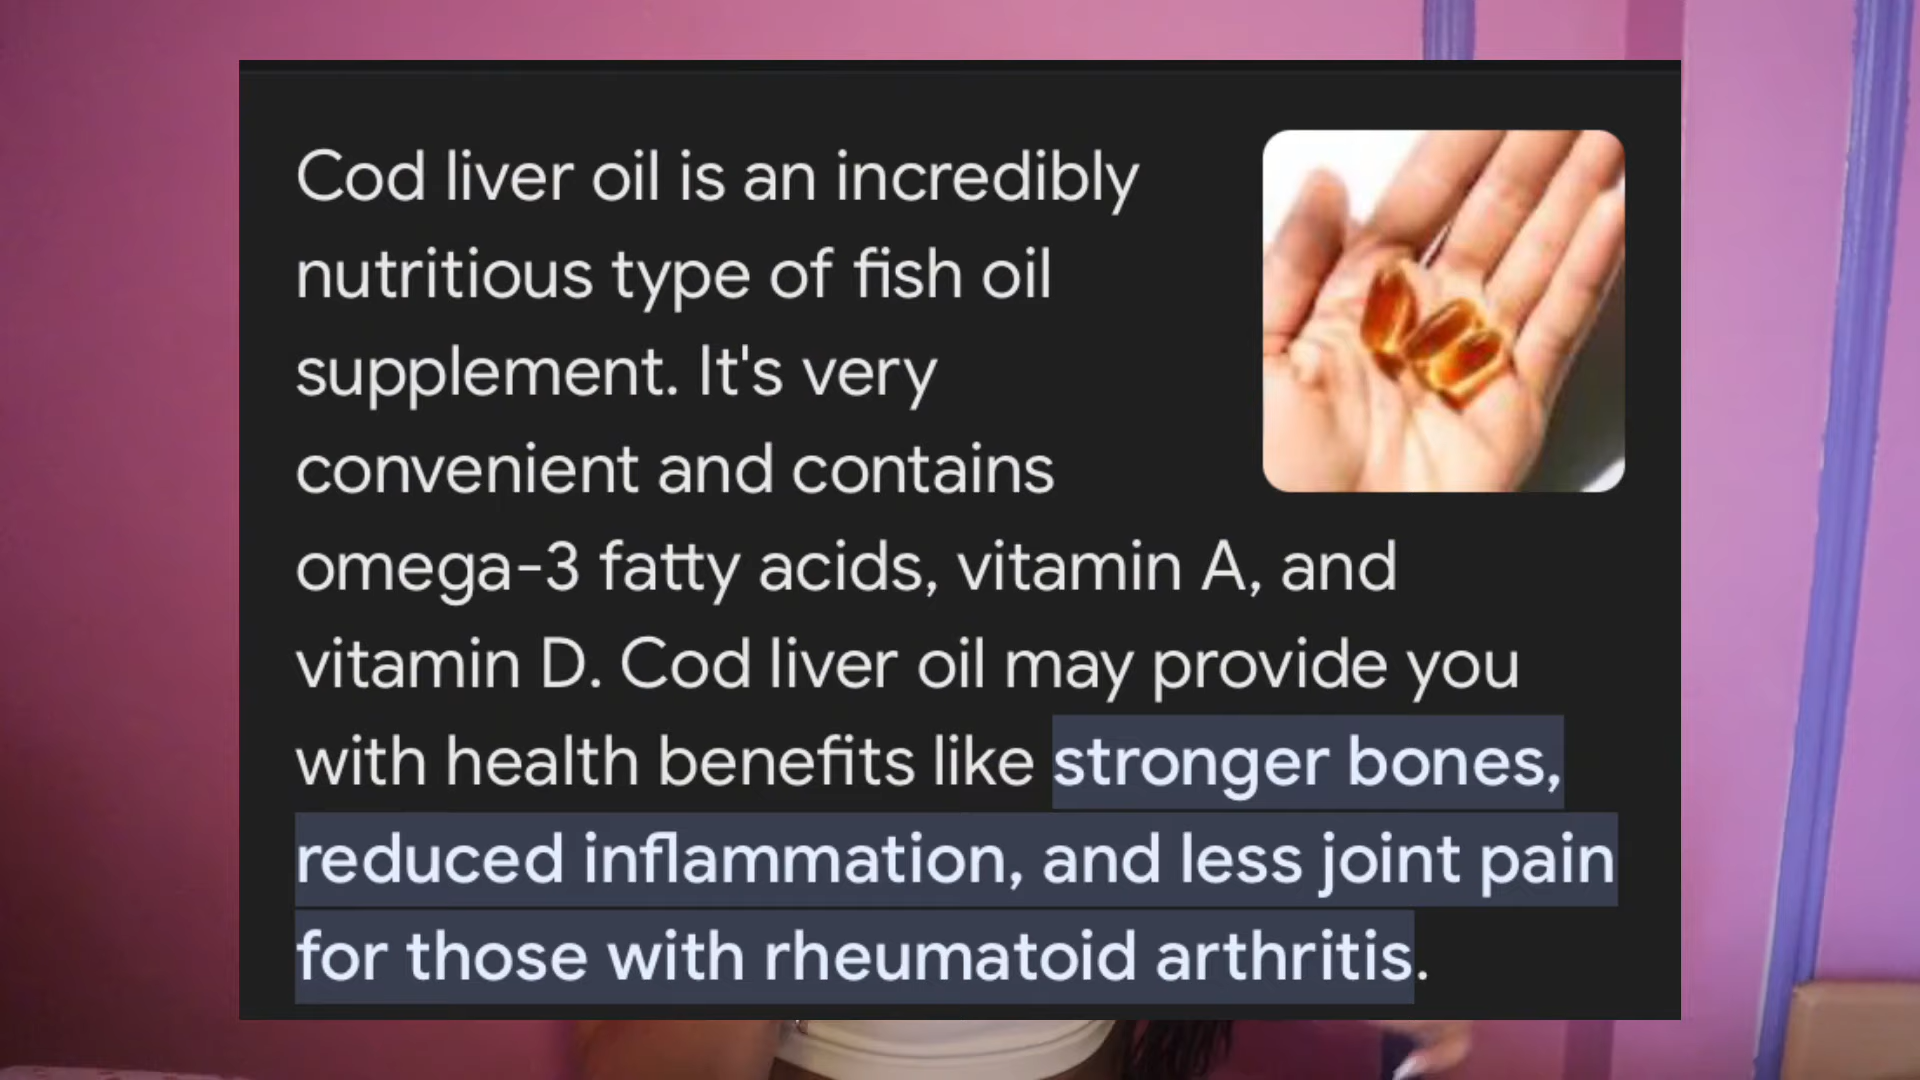 Cod liver oil is an incredibly
nutritious type of fish oil
supplement. It's very
convenient and contains
omega-3 fatty acids, vitamin A, and
vitamin D. Cod liver oil may provide you
with health benefits like stronger bones,
reduced inflammation, and less joint pain
for those with rheumatoid arthritis.